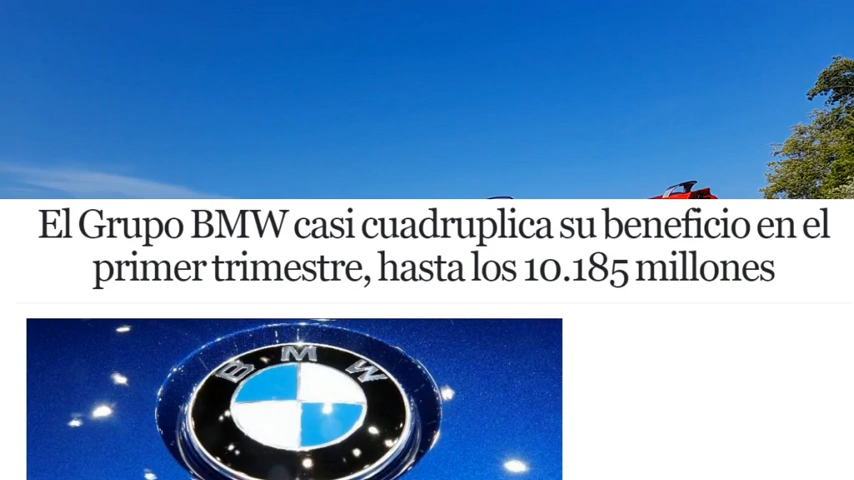 El Grupo BMW casi cuadruplica su beneficio en el
primer trimestre, hasta los 10.185 millones
BMW